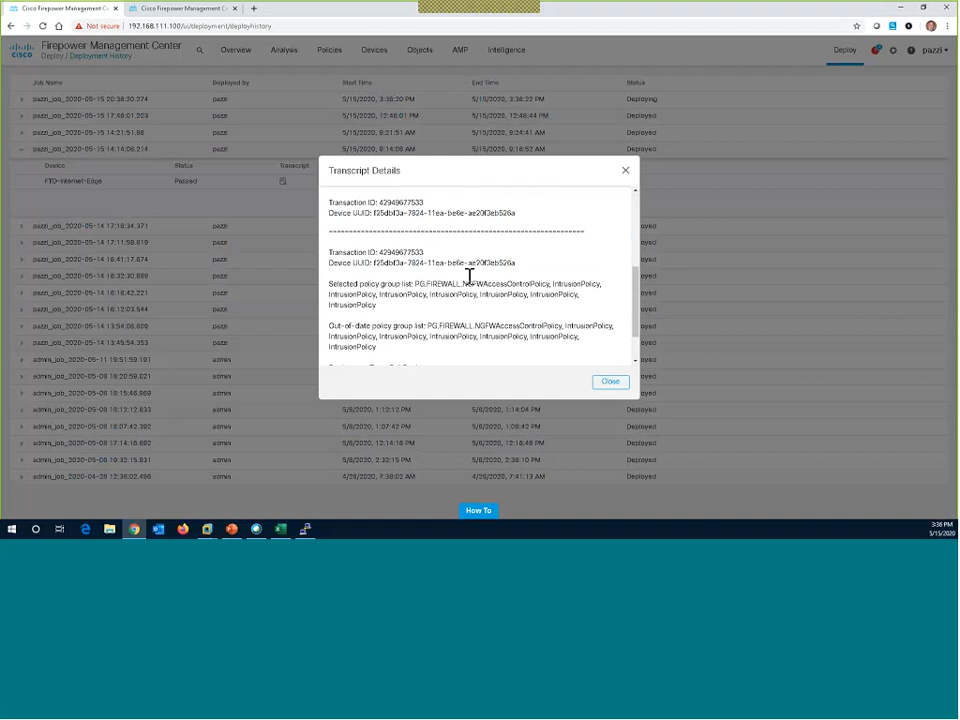 Cisco Firepower Management C
Cisco Firepower Management C
Not secure
192.168.111.100/ui/deployment/deployhistory
cisco
Firepower Management Center
Deploy / Deployment History
Overview
Analysis
Policies
Devices
Objects
AMP
Intelligence
Deploy
pazzi
Job Name
Deployed by
Start Time
End Time
Status
pazzi_job_2020-05-15 20:38:20.274
pazzi
5/15/2020, 3:38:20 PM
5/15/2020, 3:38:22 PM
Deploying
pazzi_job_2020-05-15 17:46:01.203
pazzi
5/15/2020, 12:46:01 PM
5/15/2020, 12:46:44 PM
Deployed
pazzi_job_2020-05-15 14:21:51.86
pazzi
5/15/2020, 9:21:51 AM
5/15/2020, 9:24:41 AM
Deployed
pazzi_job_2020-05-15 14:14:08.214
pazzi
5/15/2020, 9:14:08 AM
5/15/2020, 9:18:52 AM
Deployed
Device
Status
Transcript
FTD-Internet-Edge
Passed
Transcript Details
Transaction ID: 42949677533
Device UUID: f25dbf3a-7824-11ea-be6e-ae20f3eb526a
================================================================
Transaction ID: 42949677533
Device UUID: f25dbf3a-7824-11ea-be6e-ae20f3eb526a
Selected policy group list: PG.FIREWALL.NGFWAccessControlPolicy, IntrusionPolicy,
IntrusionPolicy, IntrusionPolicy, IntrusionPolicy, IntrusionPolicy, IntrusionPolicy,
IntrusionPolicy
Out-of-date policy group list: PG.FIREWALL.NGFWAccessControlPolicy, IntrusionPolicy,
IntrusionPolicy, IntrusionPolicy, IntrusionPolicy, IntrusionPolicy, IntrusionPolicy,
IntrusionPolicy
Close
pazzi_job_2020-05-14 17:18:34.371
pazzi
pazzi_job_2020-05-14 17:11:59.819
pazzi
pazzi_job_2020-05-14 16:41:17.674
pazzi
pazzi_job_2020-05-14 16:32:30.999
pazzi
pazzi_job_2020-05-14 16:18:42.221
pazzi
pazzi_job_2020-05-14 16:12:03.544
pazzi
pazzi_job_2020-05-14 13:54:06.809
pazzi
pazzi_job_2020-05-14 13:45:54.353
pazzi
admin_job_2020-05-11 19:51:59.191
admin
admin_job_2020-05-08 18:20:59.021
admin
admin_job_2020-05-08 18:15:46.869
admin
admin_job_2020-05-08 18:12:12.833
admin
5/8/2020, 1:12:12 PM
5/8/2020, 1:14:04 PM
Deployed
admin_job_2020-05-08 18:07:42.392
admin
5/8/2020, 1:07:42 PM
5/8/2020, 1:09:42 PM
Deployed
admin_job_2020-05-08 17:14:16.692
admin
5/8/2020, 12:14:16 PM
5/8/2020, 12:18:48 PM
Deployed
admin_job_2020-05-06 19:32:15.931
admin
5/6/2020, 2:32:15 PM
5/6/2020, 2:38:10 PM
Deployed
admin_job_2020-04-26 12:38:02.496
admin
4/26/2020, 7:38:02 AM
4/26/2020, 7:41:13 AM
Deployed
How To
3:36 PM
5/15/2020